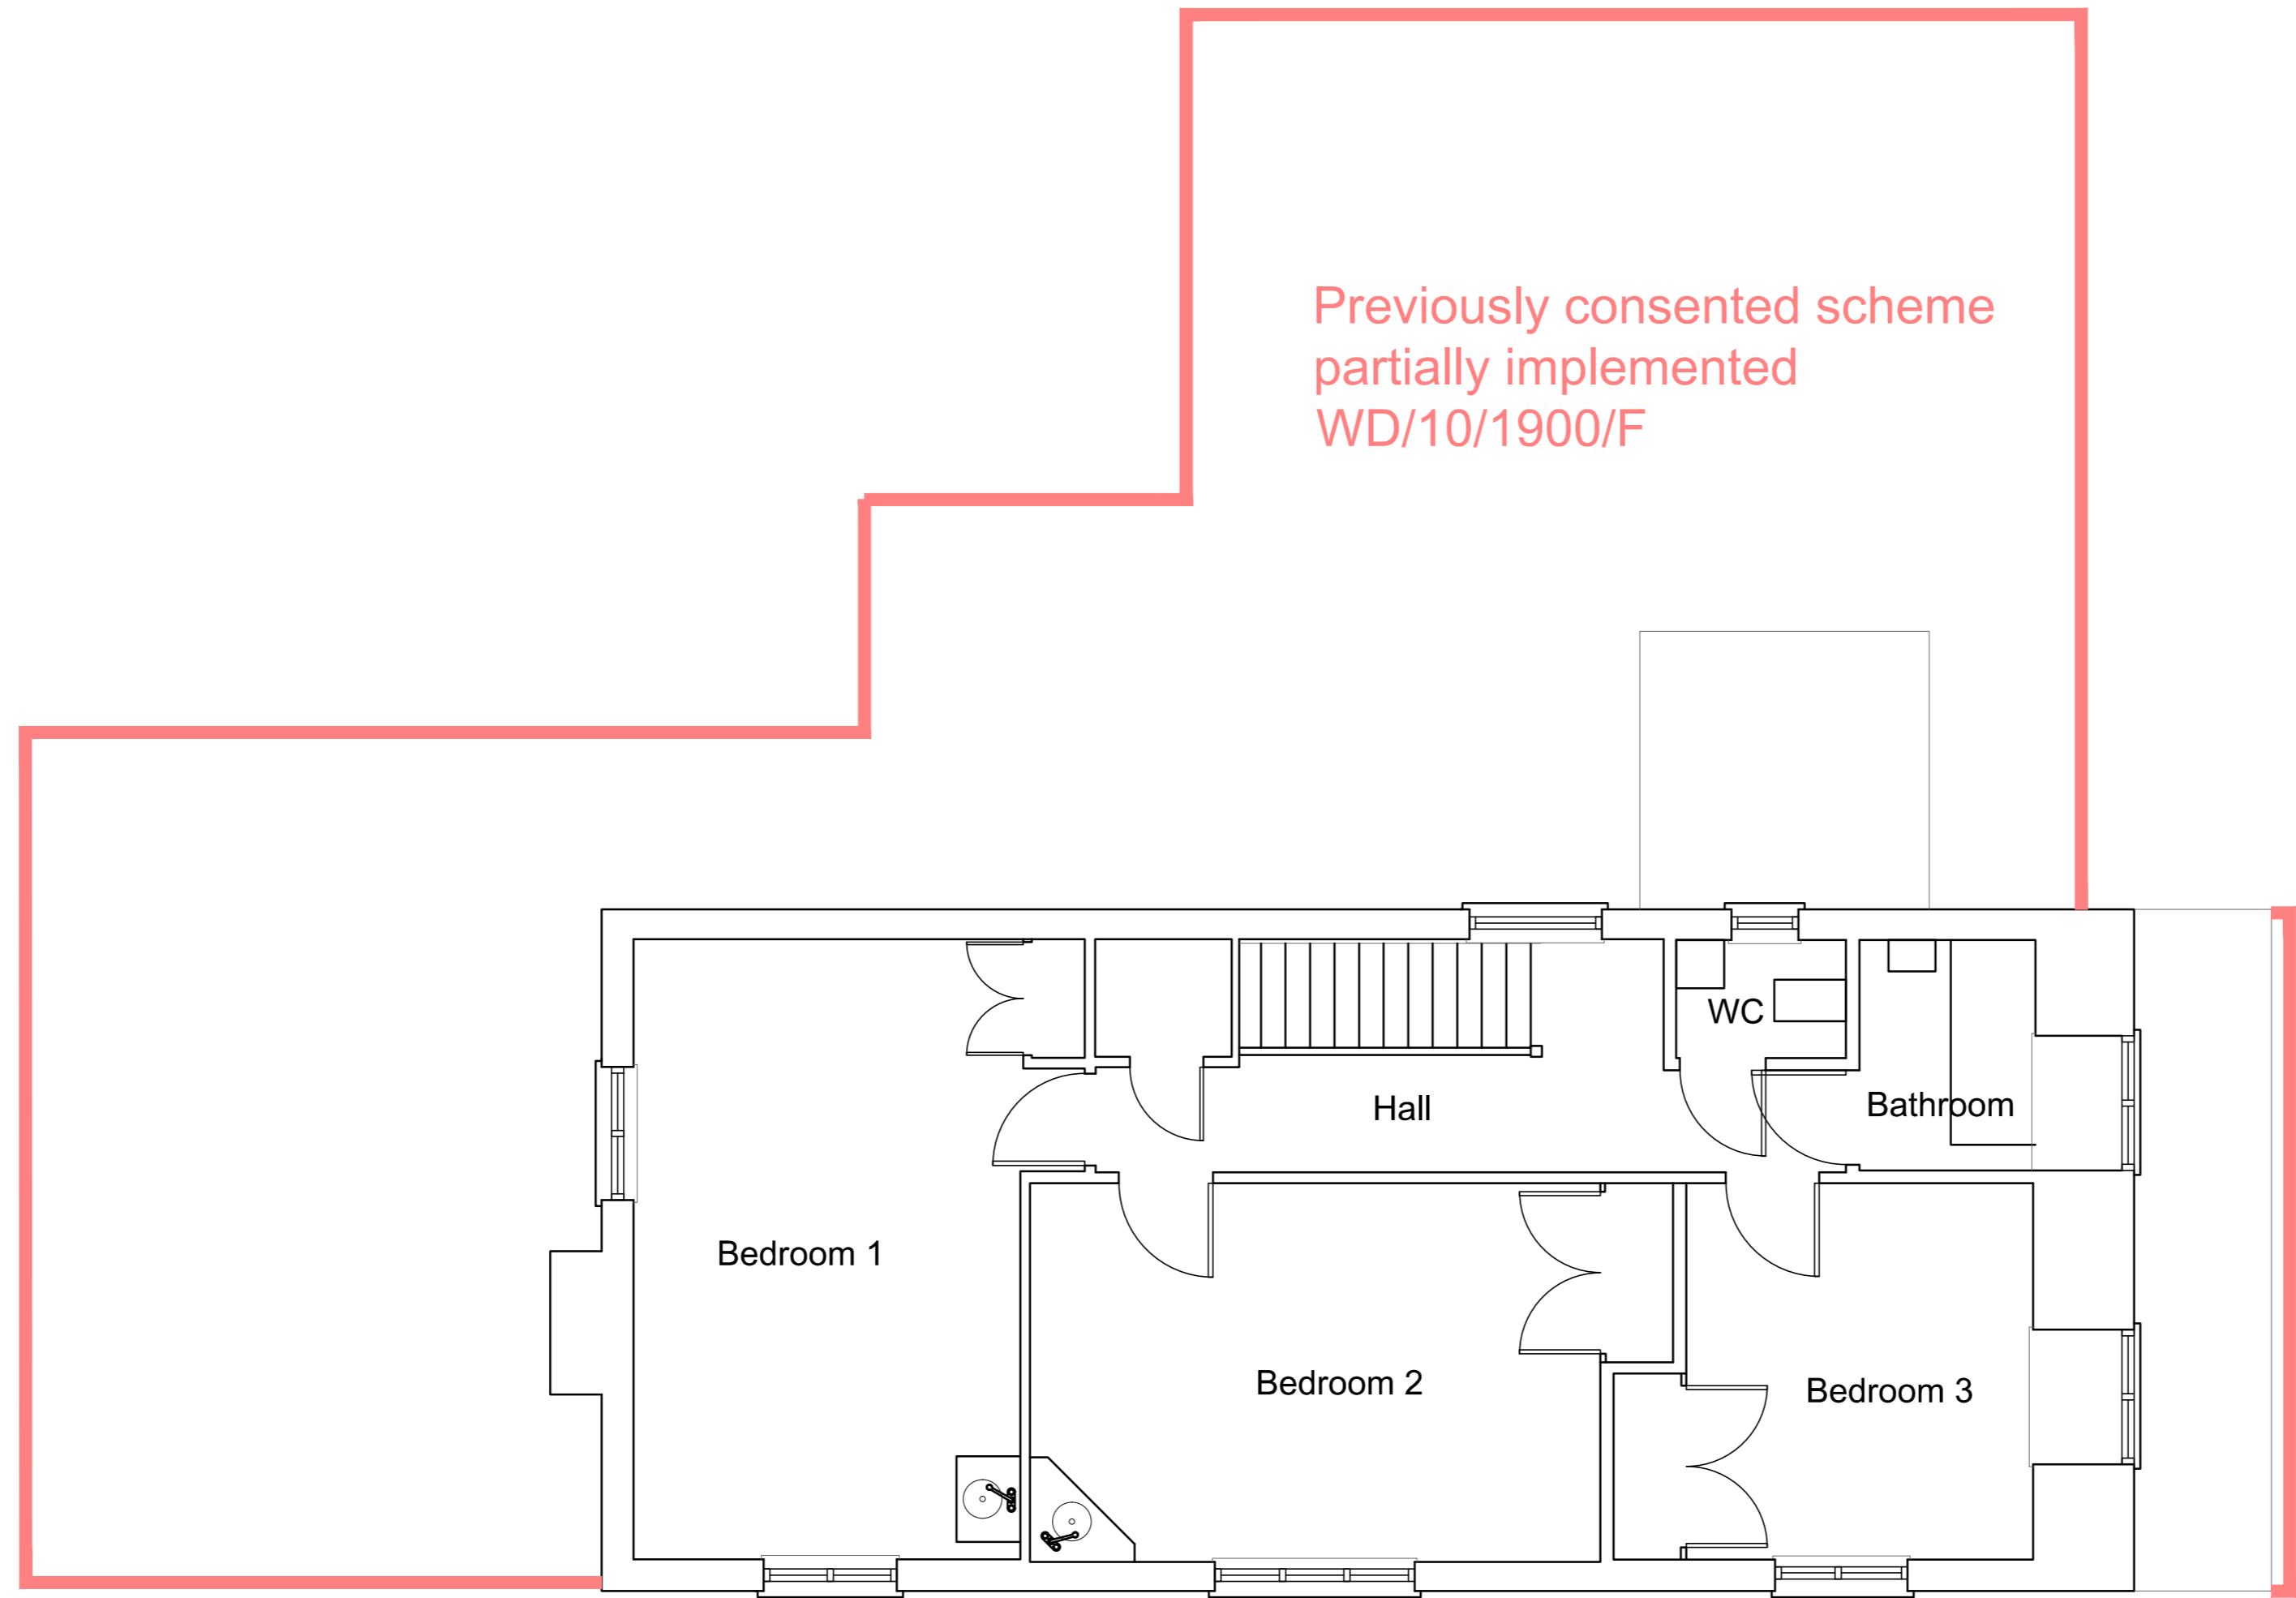 Previously consented scheme
partially implemented
WD/10/1900/F
WC
Hall
Bathroom
Bedroom 1
Bedroom 2
Bedroom 3